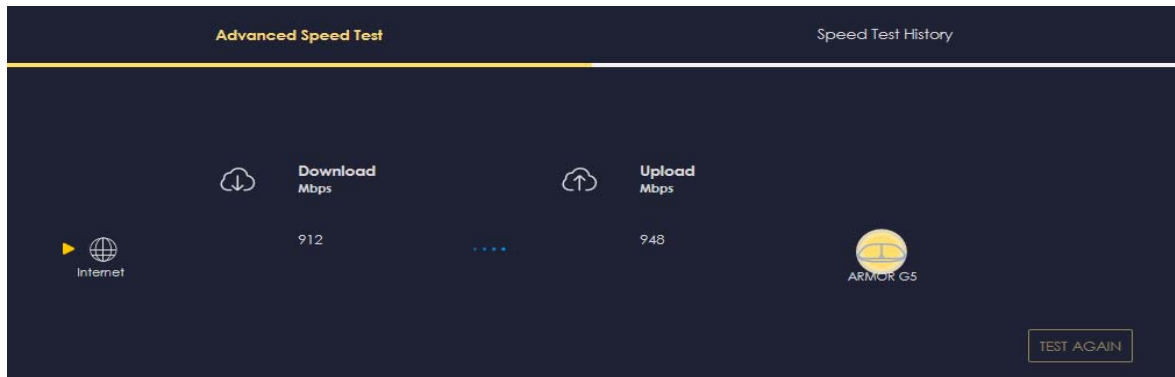 Advanced Speed Test
Speed Test History
Download
Mbps
Upload
Mbps
912
948
Internet
ARMOR G5
TEST AGAIN